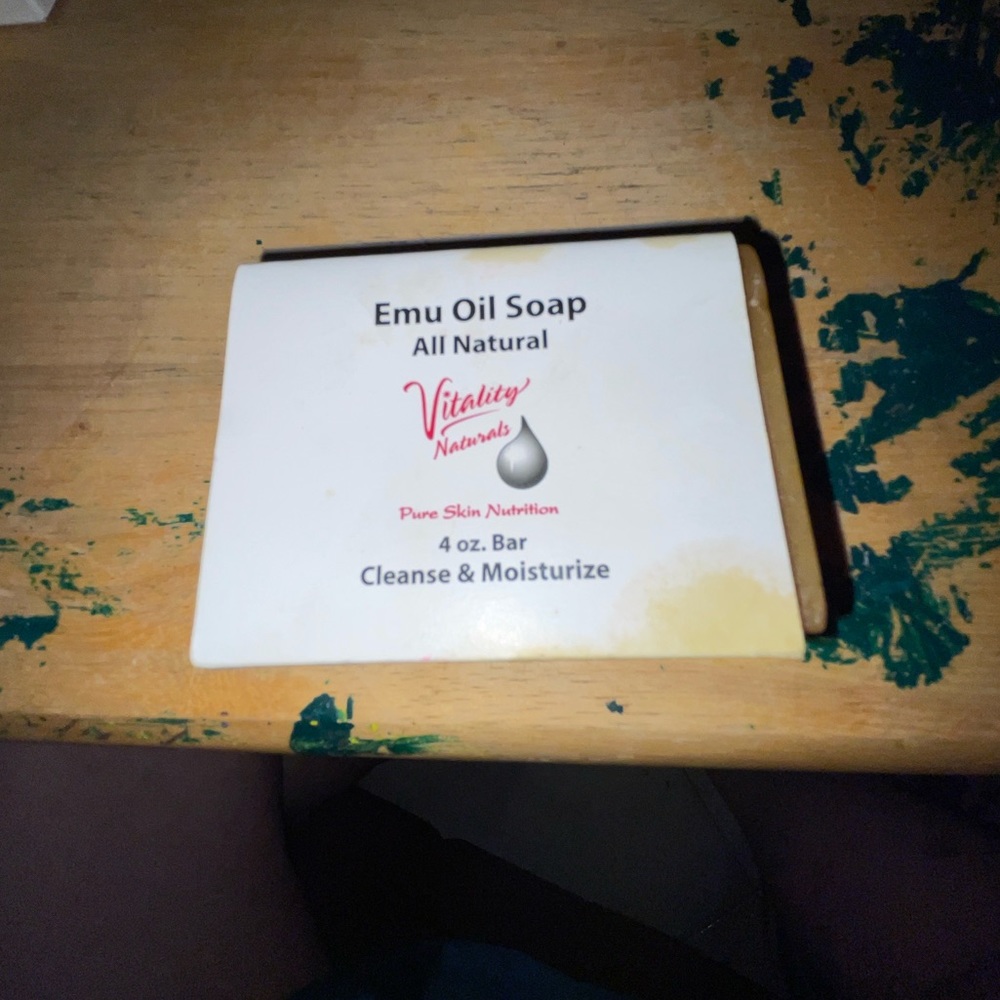 Emu Oil Soap
All Natural
Vitality
Naturals
Pure Skin Nutrition
4 oz. Bar
Cleanse & Moisturize